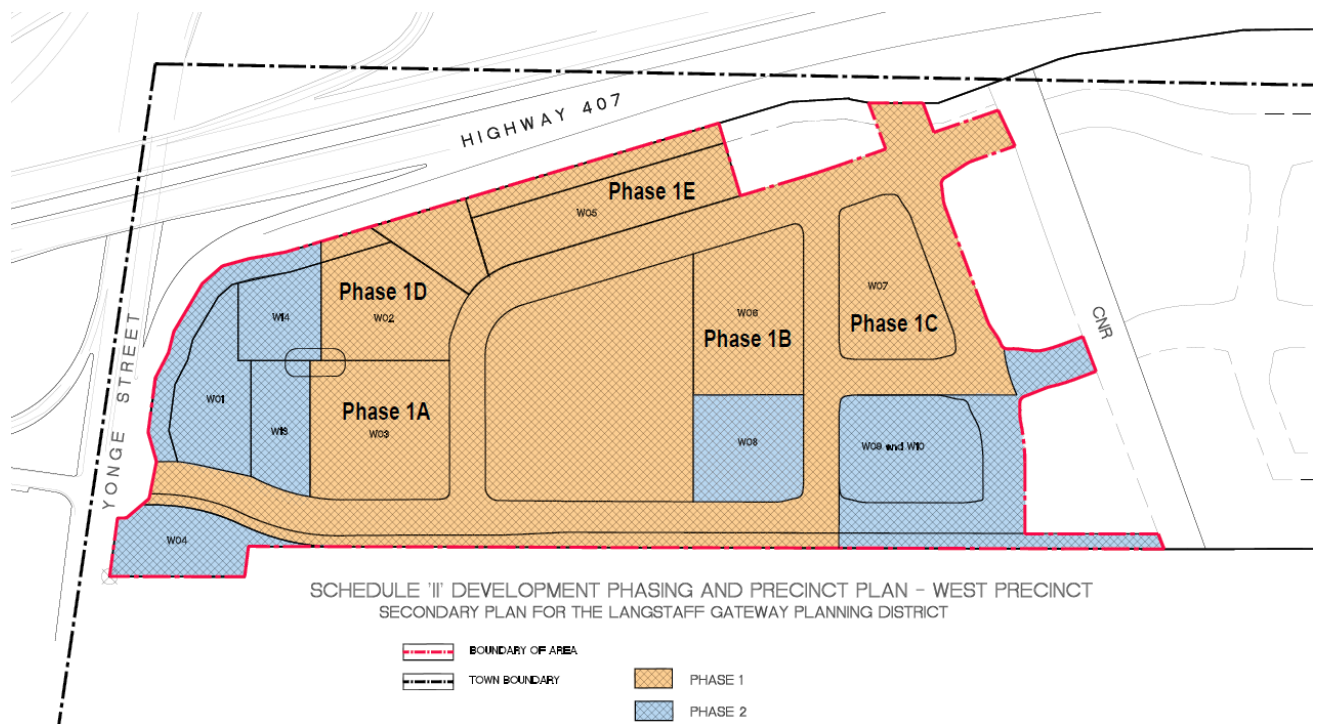 HIGHWAY 407
Phase 1E
W05
Phase 1D
W02
W14
W07
W06
Phase 1C
Phase 1B
CNR
YONGE STREET
W01
Phase 1A
W03
W13
W08
W09 and W10
W04
SCHEDULE 'II' DEVELOPMENT PHASING AND PRECINCT PLAN - WEST PRECINCT
SECONDARY PLAN FOR THE LANGSTAFF GATEWAY PLANNING DISTRICT
BOUNDARY OF AREA
TOWN BOUNDARY
PHASE 1
PHASE 2